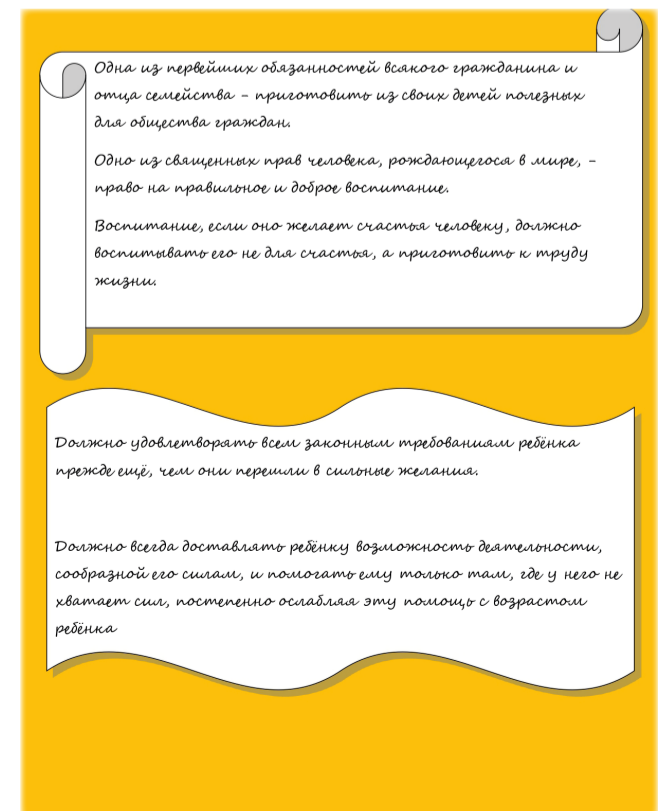 Одна из первейших обязанностей всякого гражданина и
отца семейства – приготовить из своих детей полезных
для общества граждан.
Одно из священных прав человека, рождающегося в мире, –
право на правильное и доброе воспитание.
Воспитание, если оно желает счастья человеку, должно
воспитывать его не для счастья, а приготовить к труду
жизни.
Должно удовлетворять всем законным требованиям ребёнка
прежде ещё, чем они перешли в сильные желания.
Должно всегда доставлять ребёнку возможность деятельности,
сообразной его силам, и помогать ему только там, где у него не
хватает сил, постепенно ослабляя эту помощь с возрастом
ребёнка